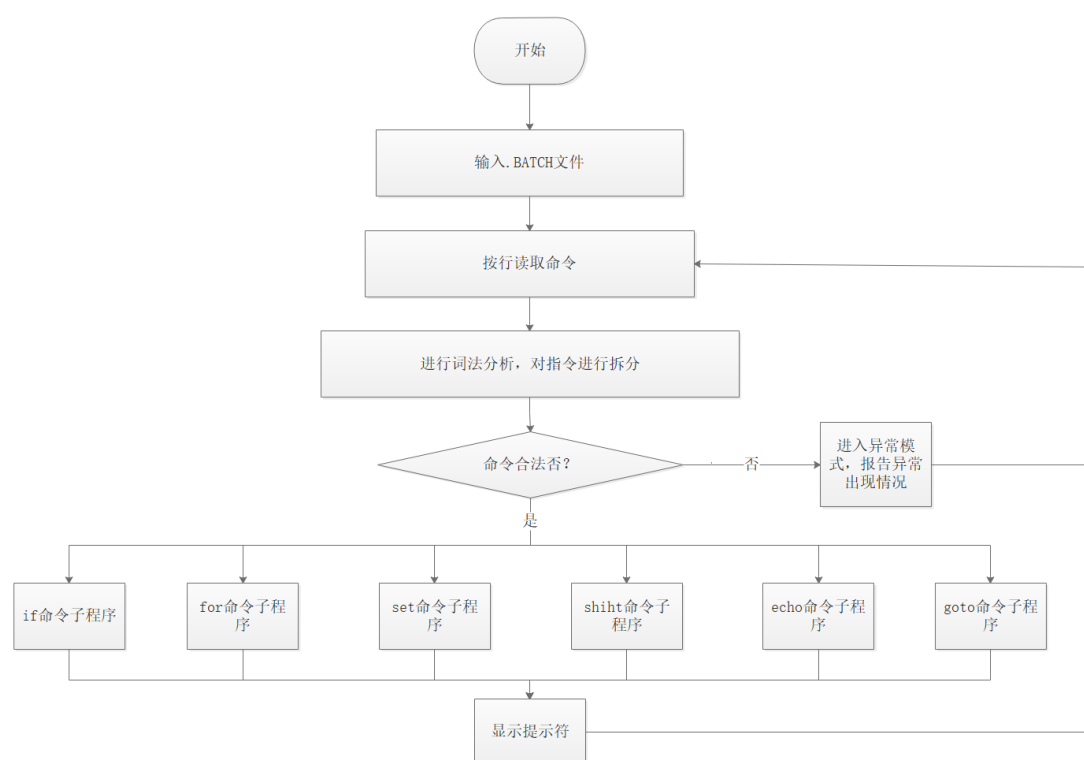 开始
输入.BATCH文件
按行读取命令
进行词法分析，对指令进行拆分
命令合法否？
否
进入异常模
式，报告异常
出现情况
是
if命令子程序
for命令子程
序
set命令子程
序
shiht命令子
程序
echo命令子程
序
goto命令子程
序
显示提示符